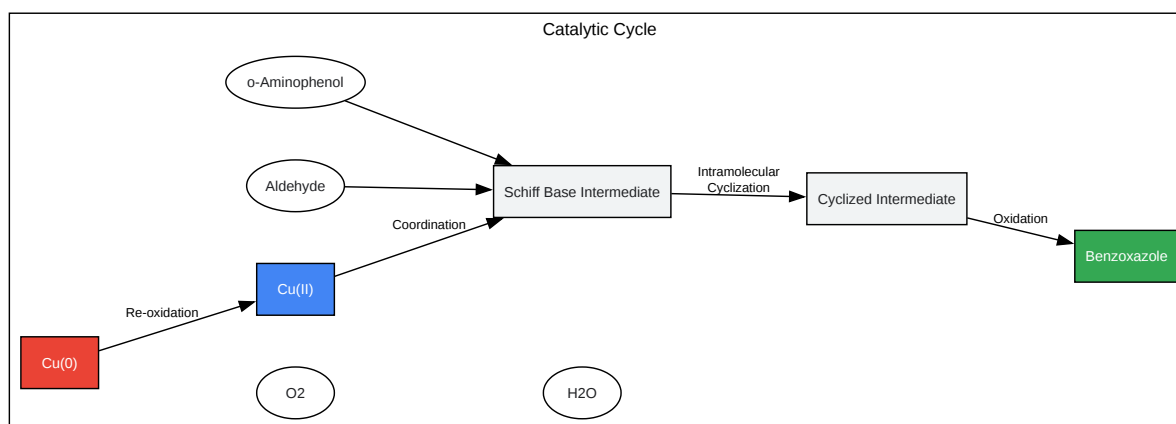 Catalytic Cycle
o-Aminophenol
Aldehyde
Schiff Base Intermediate
Intramolecular
Cyclization
Cyclized Intermediate
Oxidation
Benzoxazole
Coordination
Cu(II)
Re-oxidation
Cu(0)
O2
H2O